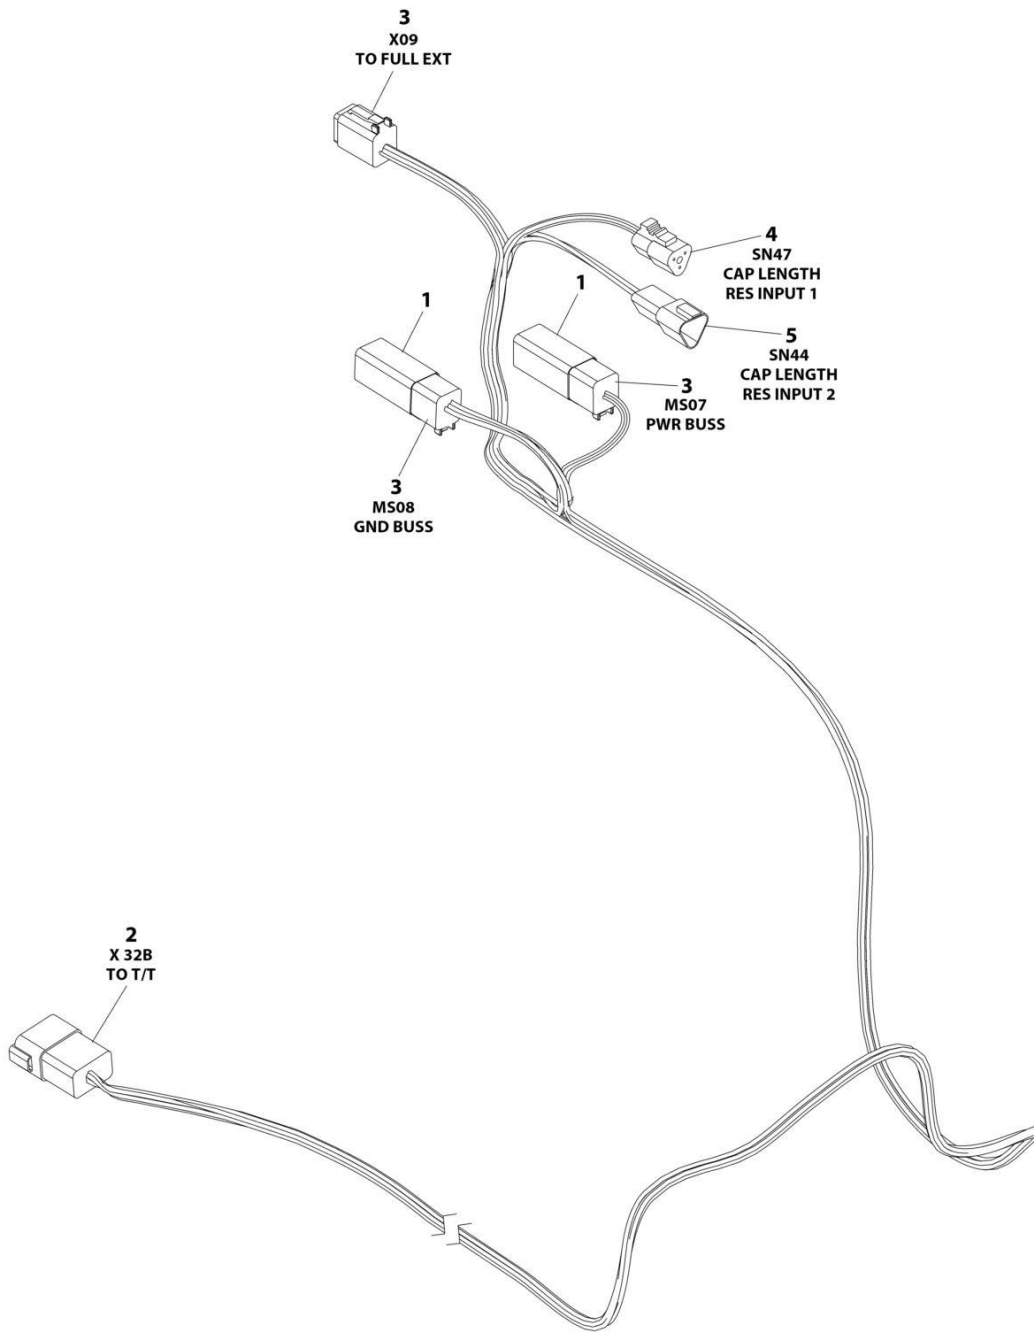 3
X09
TO FULL EXT
4
SN47
CAP LENGTH
RES INPUT 1
1
1
5
SN44
CAP LENGTH
RES INPUT 2
3
MS07
PWR BUSS
3
MS08
GND BUSS
2
X 32B
TO T/T